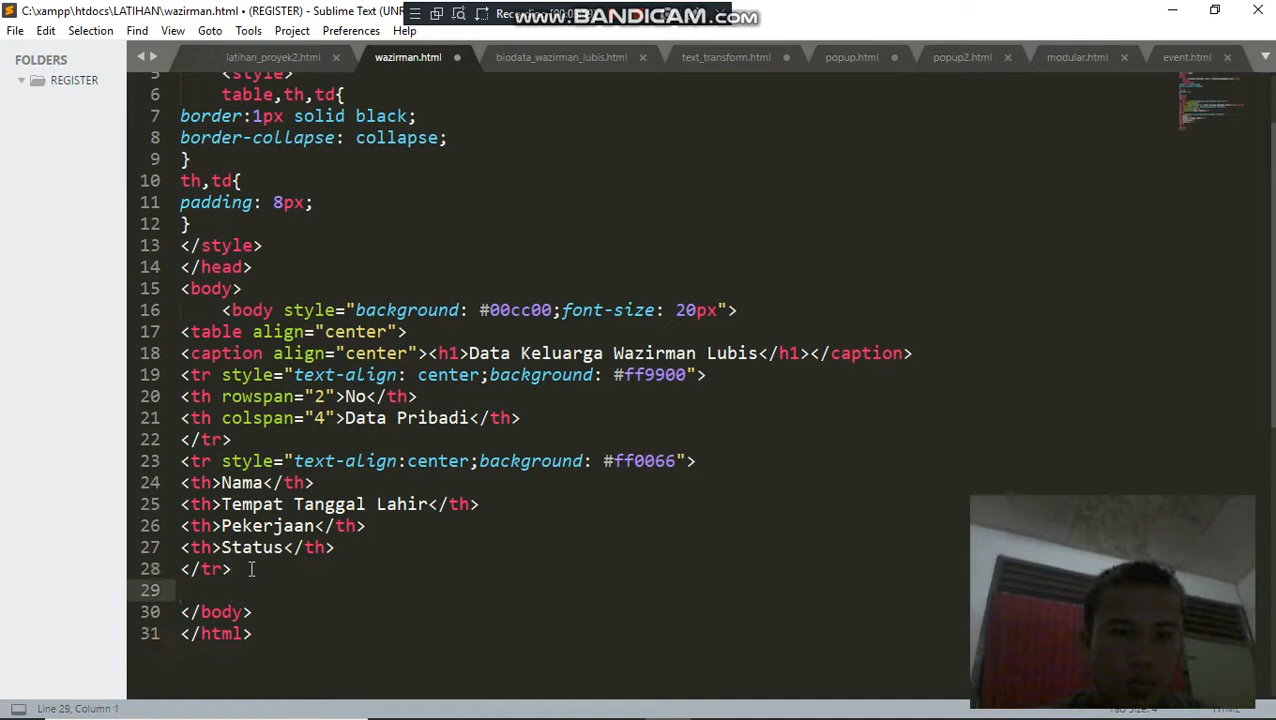 C:\xampp\htdocs\LATIHAN\wazirman.html • (REGISTER) - Sublime Text (UNR
Recording
www.BANDICAM.com
File Edit Selection Find View Goto Tools Project Preferences Help
FOLDERS
REGISTER
latihan_proyek2.html
wazirman.html
biodata_wazirman_lubis.html
text_transform.html
popup.html
popup2.html
modular.html
event.html
5 <style>
6 table,th,td{
7 border:1px solid black;
8 border-collapse: collapse;
9 }
10 th,td{
11 padding: 8px;
12 }
13 </style>
14 </head>
15 <body>
16 <body style="background: #00cc00;font-size: 20px">
17 <table align="center">
18 <caption align="center"><h1>Data Keluarga Wazirman Lubis</h1></caption>
19 <tr style="text-align: center;background: #ff9900">
20 <th rowspan="2">No</th>
21 <th colspan="4">Data Pribadi</th>
22 </tr>
23 <tr style="text-align:center;background: #ff0066">
24 <th>Nama</th>
25 <th>Tempat Tanggal Lahir</th>
26 <th>Pekerjaan</th>
27 <th>Status</th>
28 </tr>
29
30 </body>
31 </html>
Line 29, Column 1